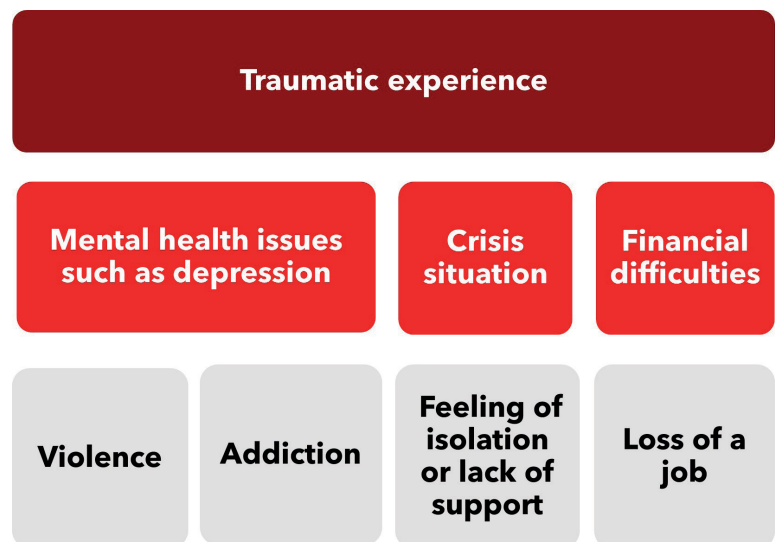 Traumatic experience
Mental health issues
such as depression
Crisis
situation
Financial
difficulties
Violence
Addiction
Feeling of
isolation
or lack of
support
Loss of a
job